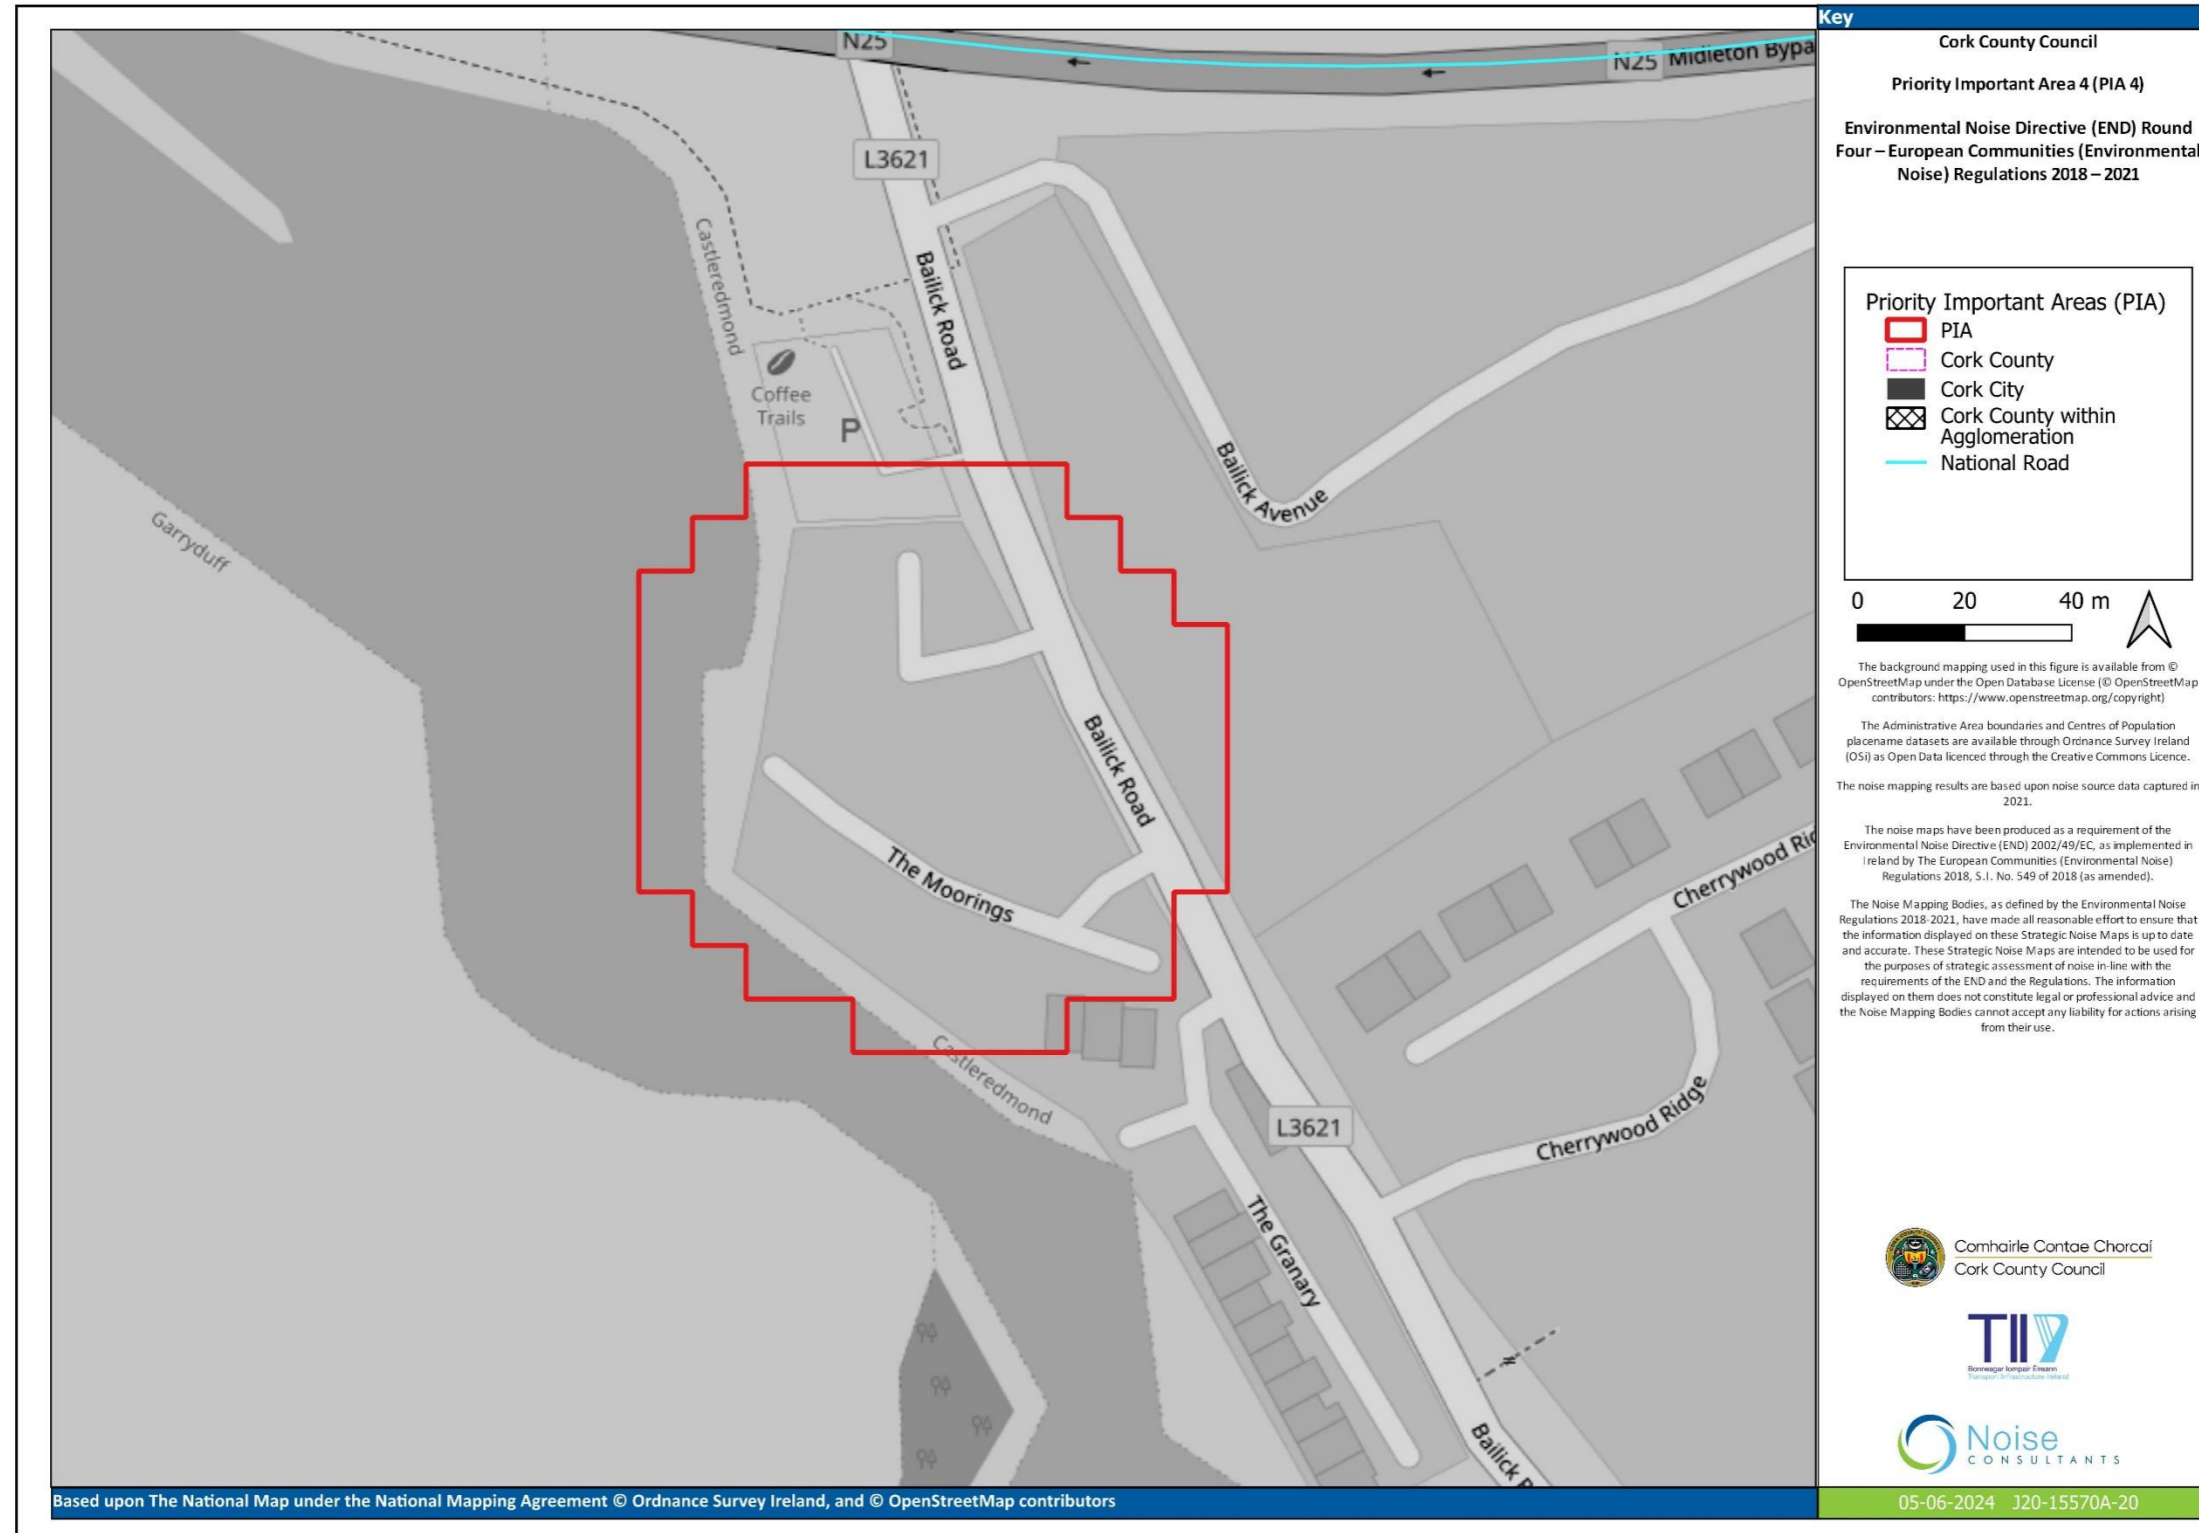 N25
N25 Midleton Bypa
L3621
Castleredmond
Bailick Road
Coffee
Trails
P
Bailick Avenue
Garryduff
Bailick Road
The Moorings
Cherrywood Rid
Castleredmond
L3621
Cherrywood Ridge
The Granary
Bailick R
Based upon The National Map under the National Mapping Agreement © Ordnance Survey Ireland, and © OpenStreetMap contributors
Key
Cork County Council
Priority Important Area 4 (PIA 4)
Environmental Noise Directive (END) Round
Four – European Communities (Environmental
Noise) Regulations 2018 – 2021
Priority Important Areas (PIA)
PIA
Cork County
Cork City
Cork County within
Agglomeration
National Road
0 20 40 m
The background mapping used in this figure is available from ©
OpenStreetMap under the Open Database License (© OpenStreetMap
contributors: https://www.openstreetmap.org/copyright)
The Administrative Area boundaries and Centres of Population
placename datasets are available through Ordnance Survey Ireland
(OSi) as Open Data licenced through the Creative Commons Licence.
The noise mapping results are based upon noise source data captured in
2021.
The noise maps have been produced as a requirement of the
Environmental Noise Directive (END) 2002/49/EC, as implemented in
Ireland by The European Communities (Environmental Noise)
Regulations 2018, S.I. No. 549 of 2018 (as amended).
The Noise Mapping Bodies, as defined by the Environmental Noise
Regulations 2018-2021, have made all reasonable effort to ensure that
the information displayed on these Strategic Noise Maps is up to date
and accurate. These Strategic Noise Maps are intended to be used for
the purposes of strategic assessment of noise in-line with the
requirements of the END and the Regulations. The information
displayed on them does not constitute legal or professional advice and
the Noise Mapping Bodies cannot accept any liability for actions arising
from their use.
Comhairle Contae Chorcaí
Cork County Council
TII
Bonneagar Iompair Éireann
Transport Infrastructure Ireland
Noise
CONSULTANTS
05-06-2024 J20-15570A-20